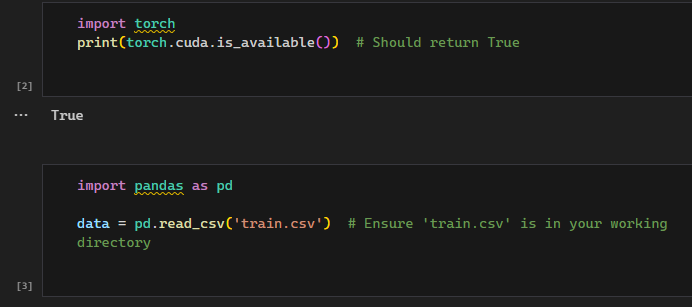 import torch
print(torch.cuda.is_available())  # Should return True
[2]
... True
import pandas as pd
data = pd.read_csv('train.csv')  # Ensure 'train.csv' is in your working
directory
[3]